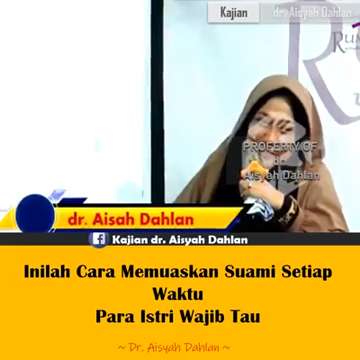 Kajian dr. Aisyah Dahlan
PROPERTY OF
dr.
Aisyah Dahlan
dr. Aisah Dahlan
Kajian dr. Aisyah Dahlan
Inilah Cara Memuaskan Suami Setiap
Waktu
Para Istri Wajib Tau
~ Dr. Aisyah Dahlan ~